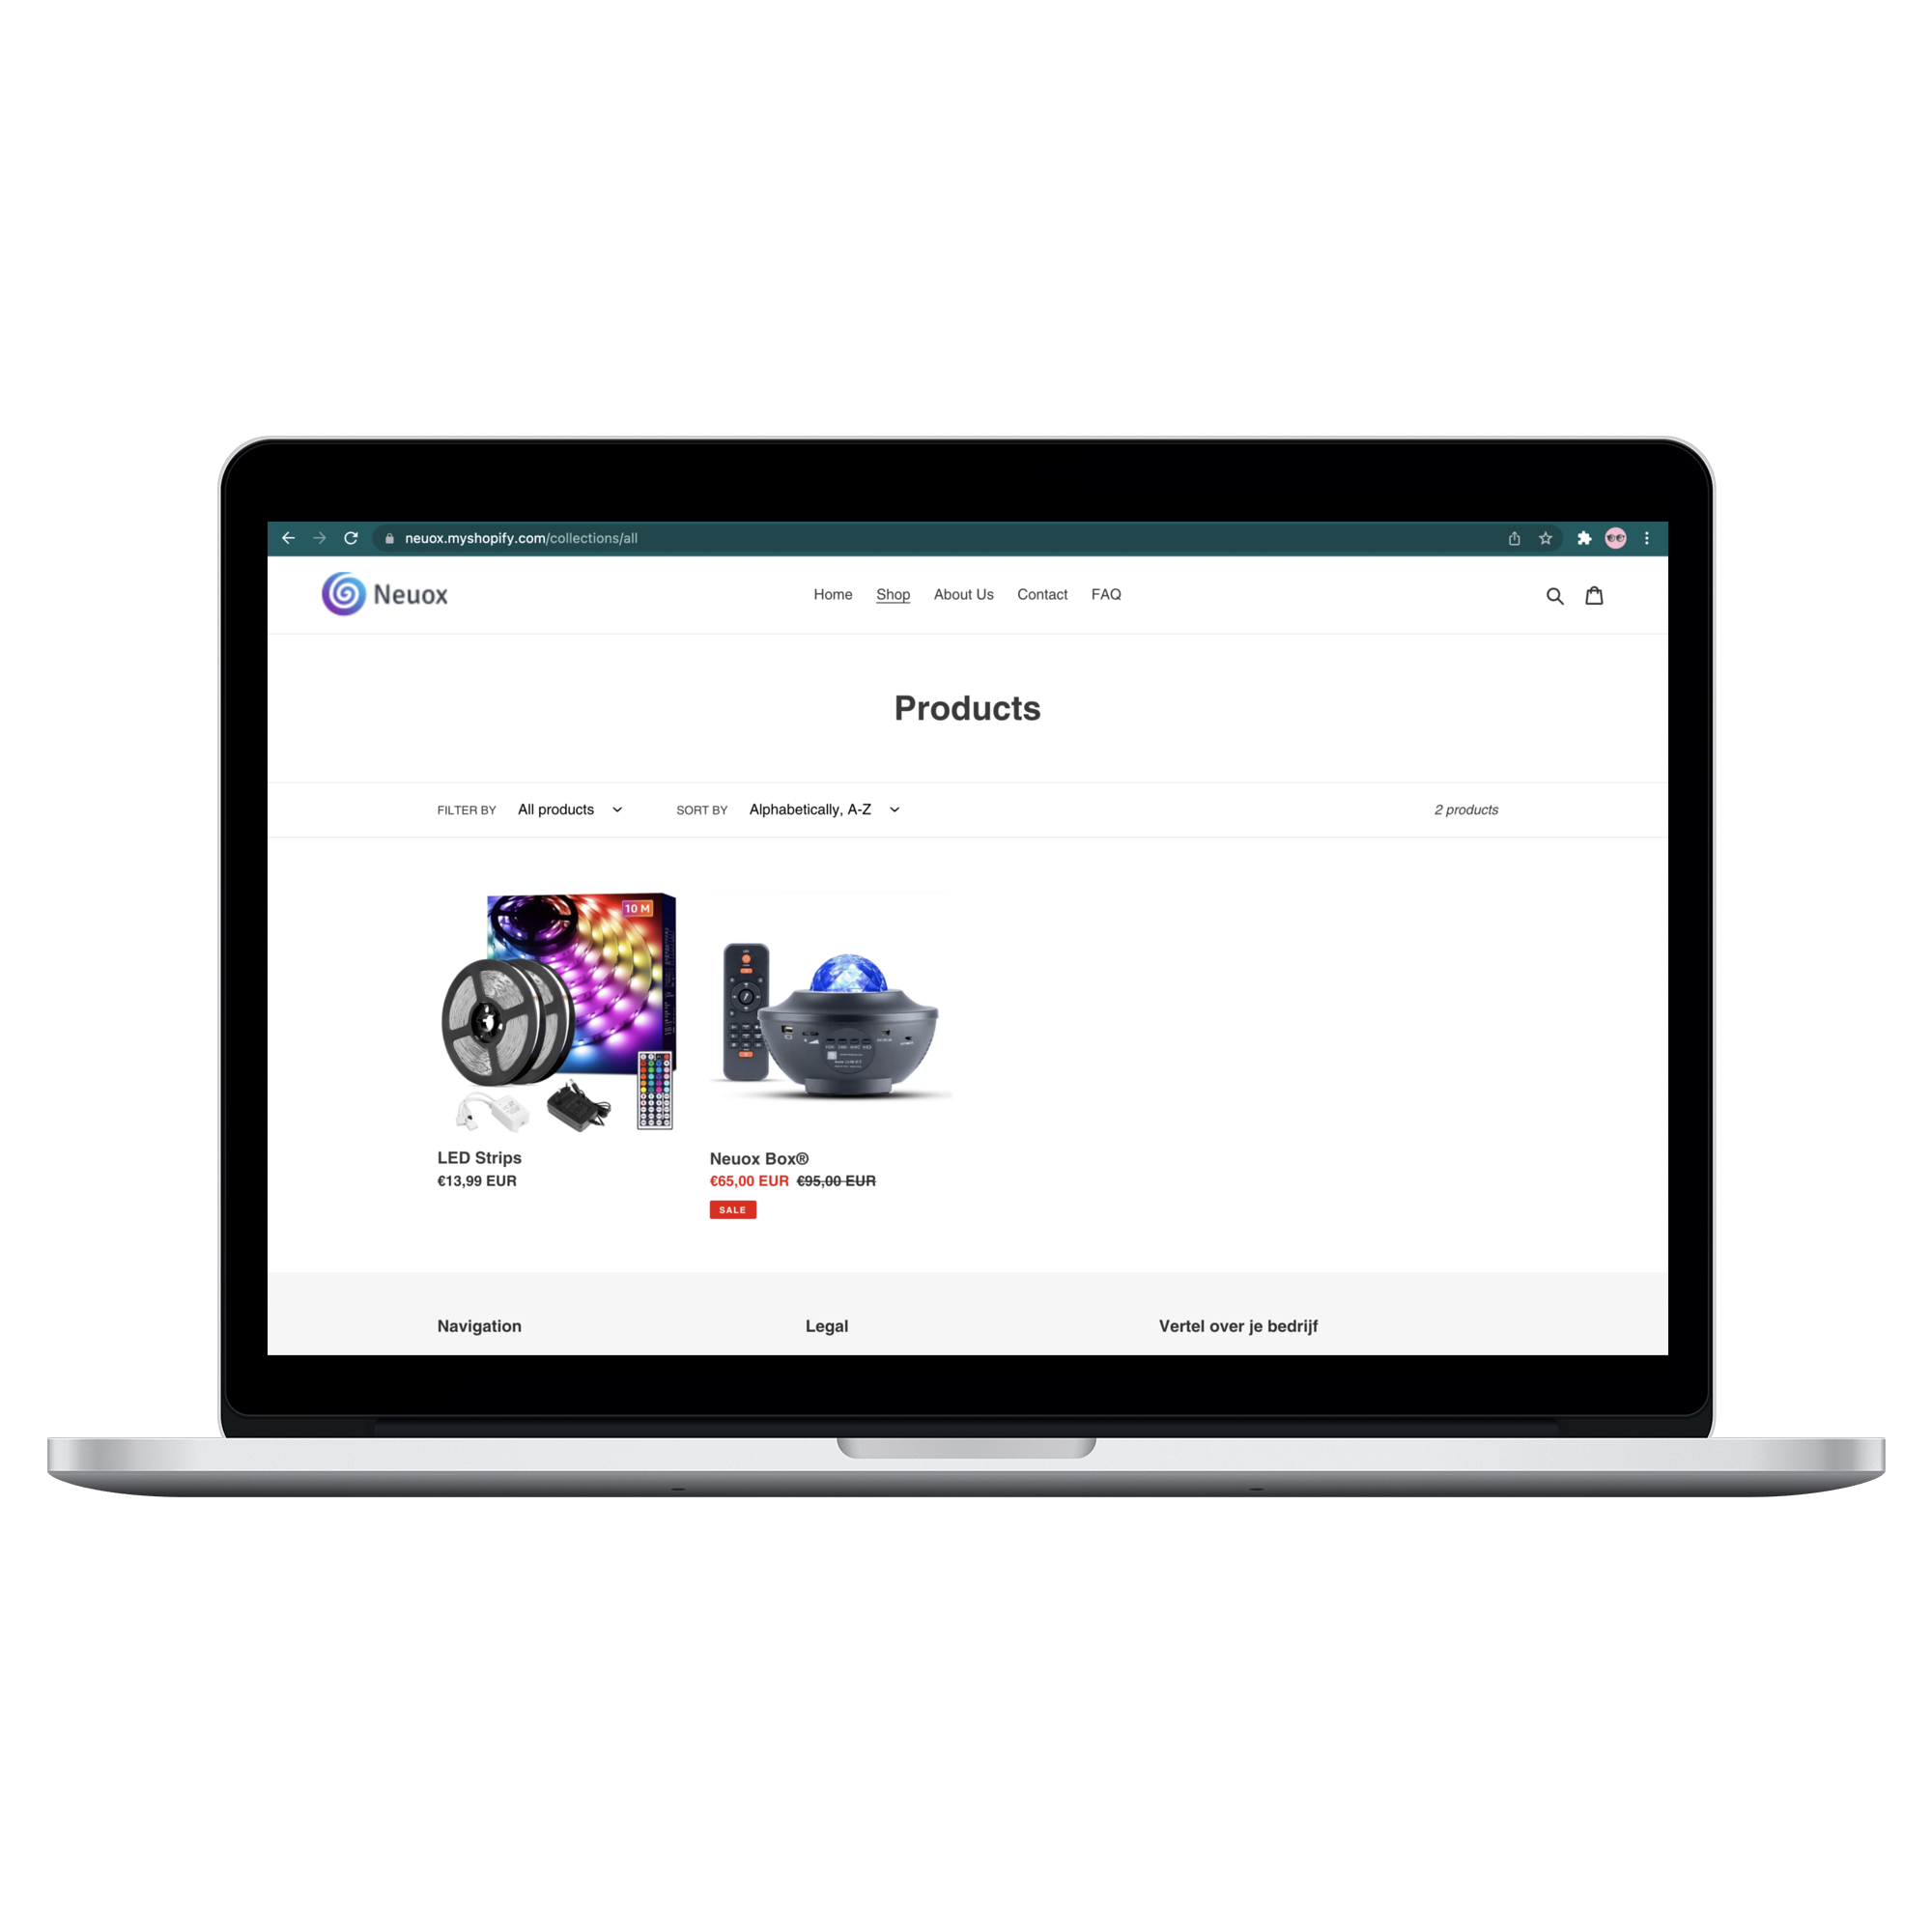 neuox.myshopify.com/collections/all
Neuox
Home Shop About Us Contact FAQ
Products
FILTER BY All products SORT BY Alphabetically, A-Z 2 products
10 M
LED Strips
€13,99 EUR
Neuox Box®
€65,00 EUR €95,00 EUR
SALE
Navigation Legal Vertel over je bedrijf